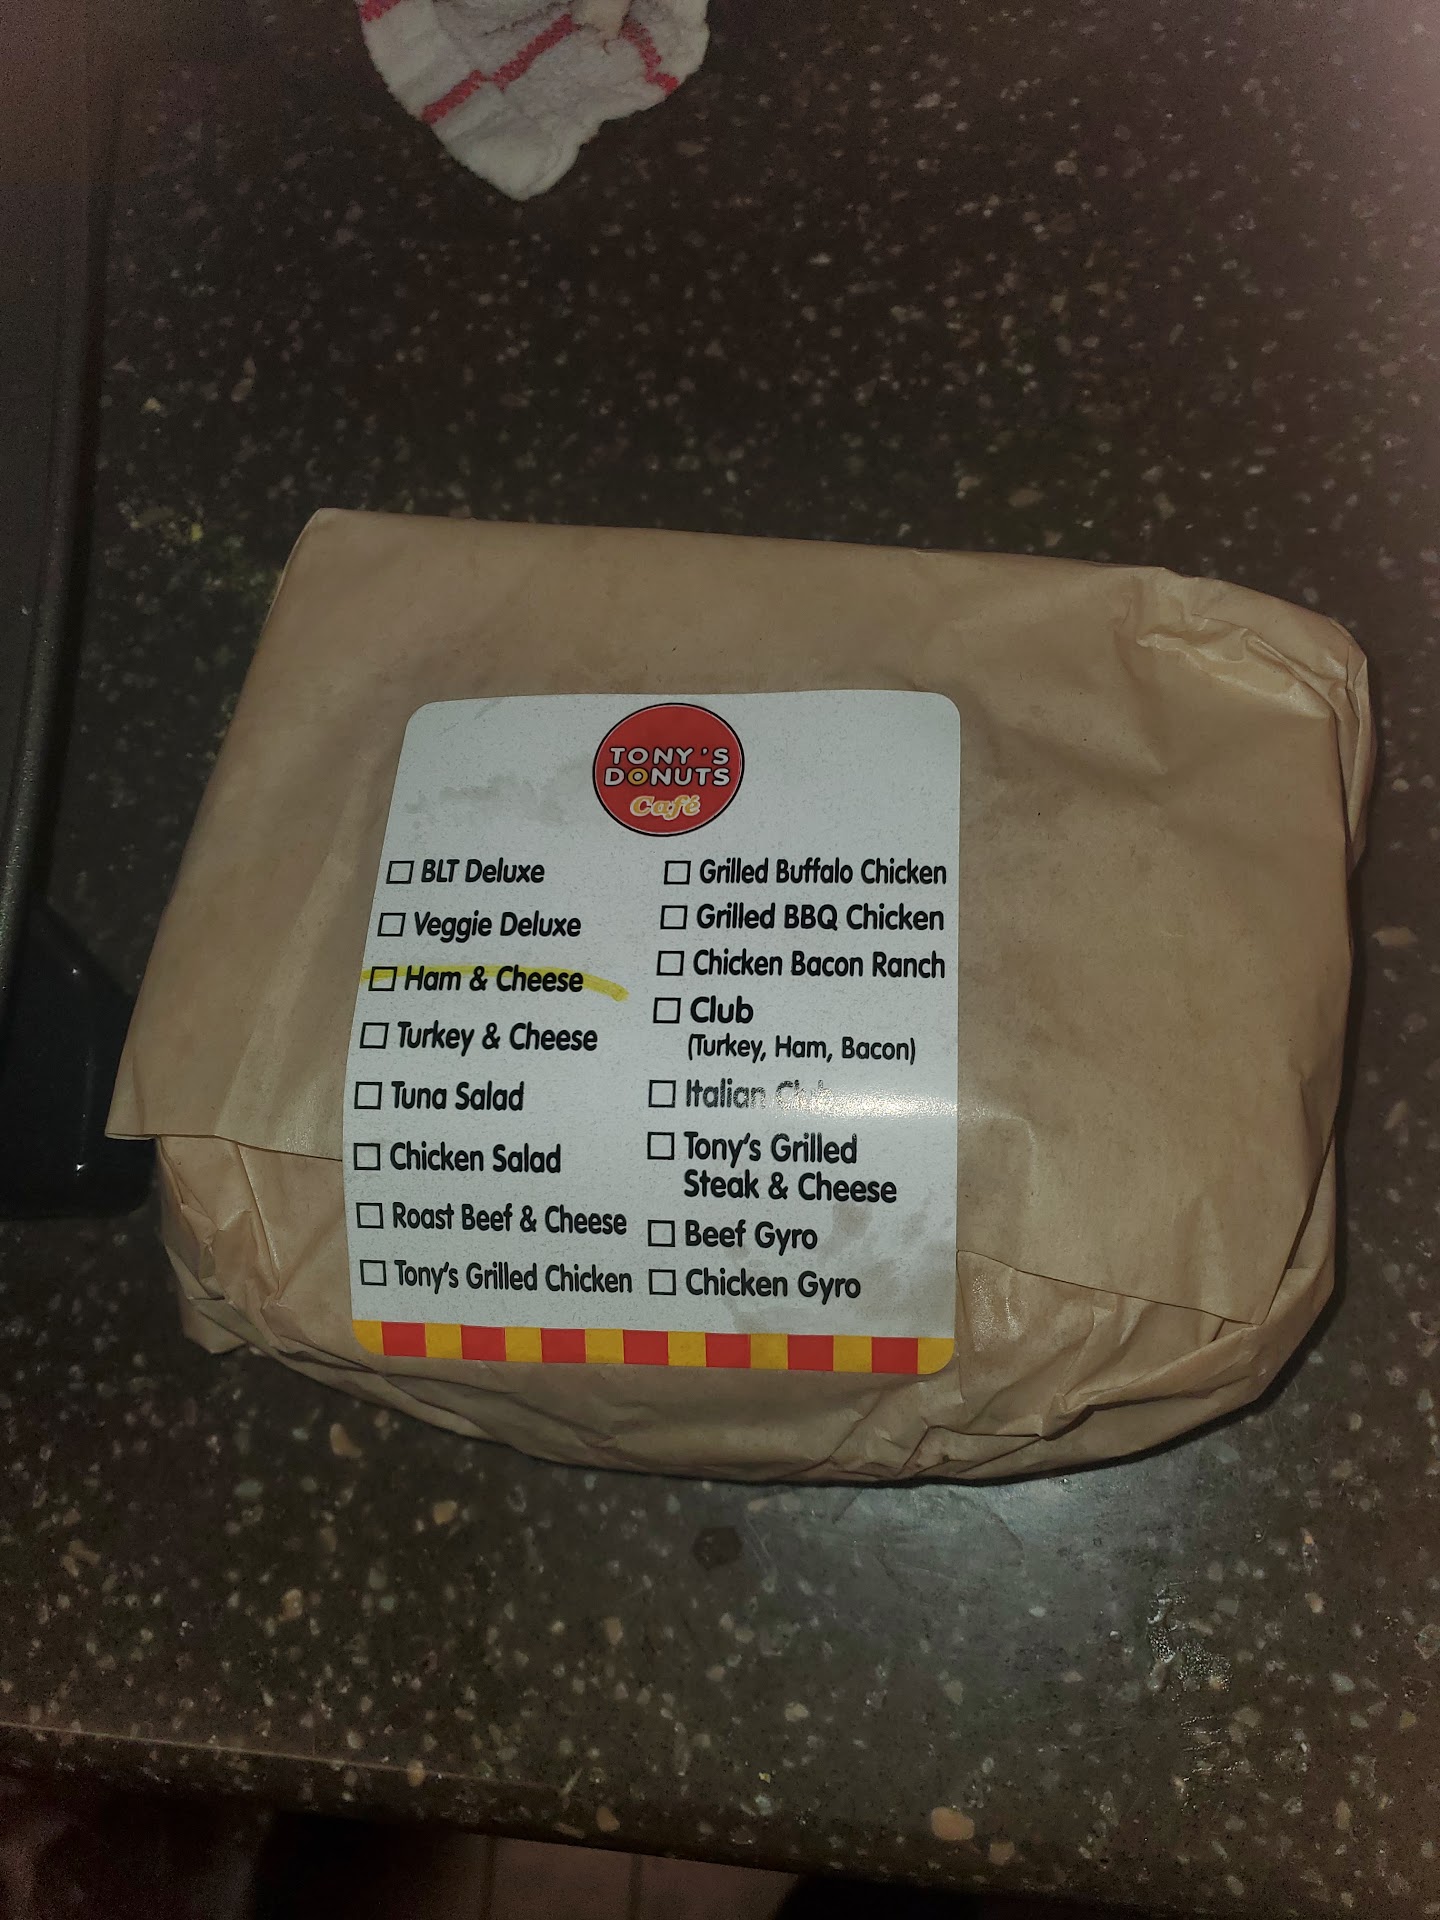 TONY'S
DONUTS
Café
BLT Deluxe
Veggie Deluxe
Ham & Cheese
Turkey & Cheese
Tuna Salad
Chicken Salad
Roast Beef & Cheese
Tony's Grilled Chicken
Grilled Buffalo Chicken
Grilled BBQ Chicken
Chicken Bacon Ranch
Club
(Turkey, Ham, Bacon)
Italian Club
Tony's Grilled
Steak & Cheese
Beef Gyro
Chicken Gyro